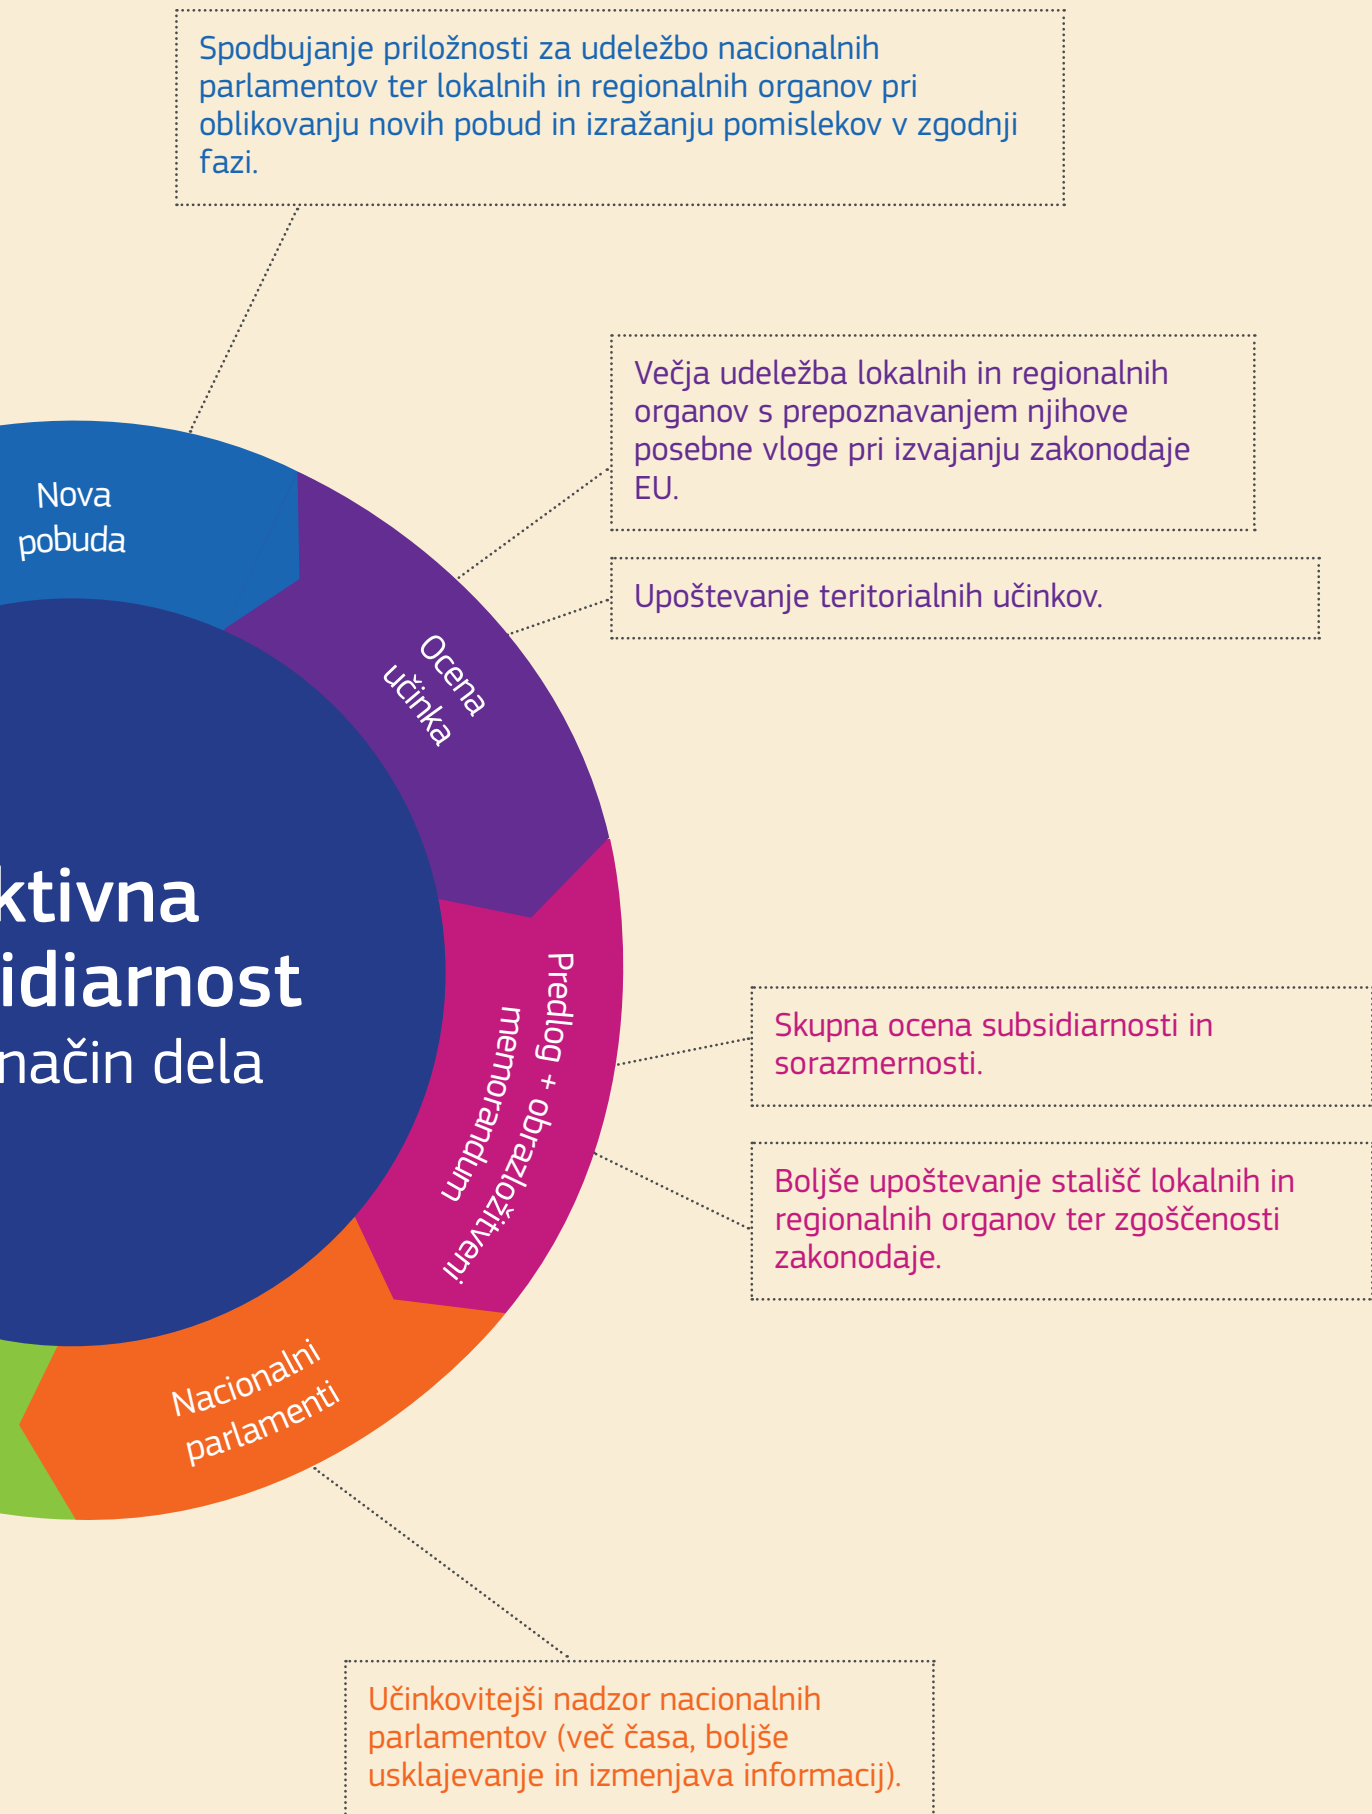 Spodbujanje priložnosti za udeležbo nacionalnih
parlamentov ter lokalnih in regionalnih organov pri
oblikovanju novih pobud in izražanju pomislekov v zgodnji
fazi.
Večja udeležba lokalnih in regionalnih
organov s prepoznavanjem njihove
posebne vloge pri izvajanju zakonodaje
EU.
Upoštevanje teritorialnih učinkov.
Nova
pobuda
Ocena
učinka
ktivna
idiarnost
način dela
Predlog + obrazložitveni
memorandum
Skupna ocena subsidiarnosti in
sorazmernosti.
Boljše upoštevanje stališč lokalnih in
regionalnih organov ter zgoščenosti
zakonodaje.
Nacionalni
parlamenti
Učinkovitejši nadzor nacionalnih
parlamentov (več časa, boljše
usklajevanje in izmenjava informacij).